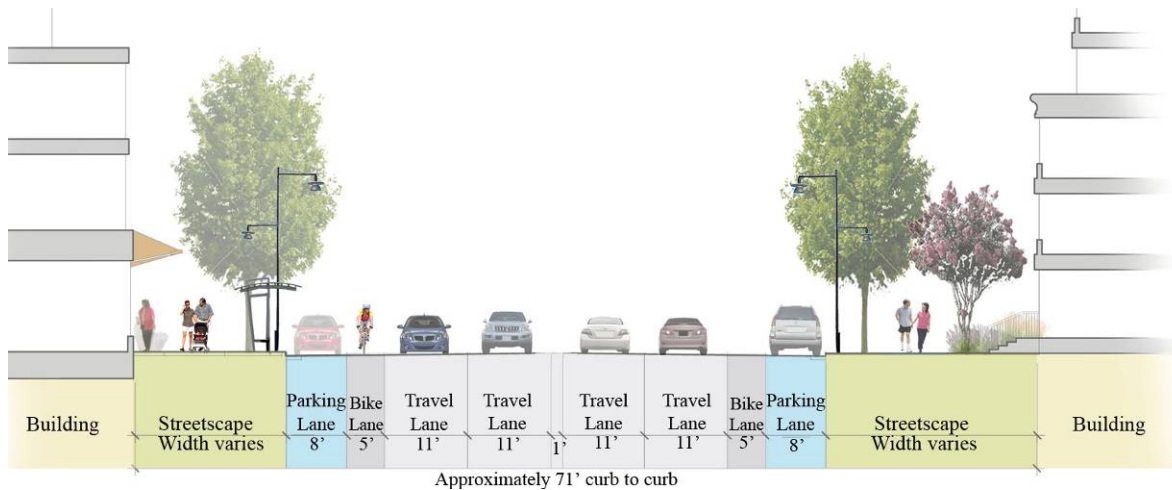 Building
Streetscape
Width varies
Parking
Lane
8’
Bike
Lane
5’
Travel
Lane
11’
Travel
Lane
11’
1’
Travel
Lane
11’
Travel
Lane
11’
Bike
Lane
5’
Parking
Lane
8’
Streetscape
Width varies
Building
Approximately 71’ curb to curb